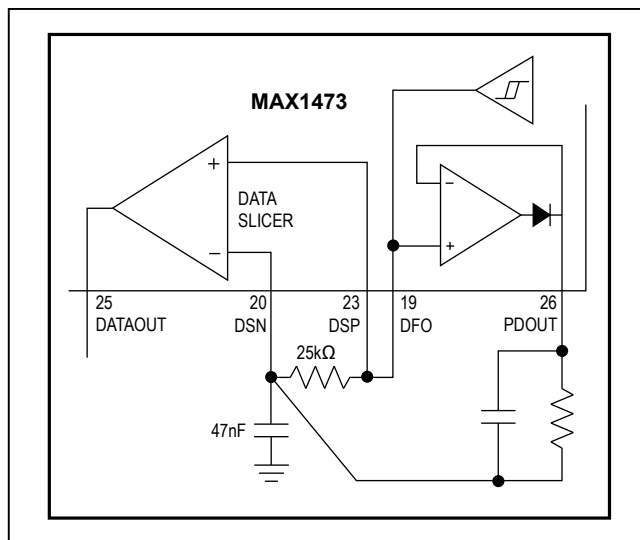 MAX1473
+
DATA
SLICER
−
−
+
25
DATAOUT
20
DSN
23
DSP
19
DFO
26
PDOUT
25kΩ
47nF